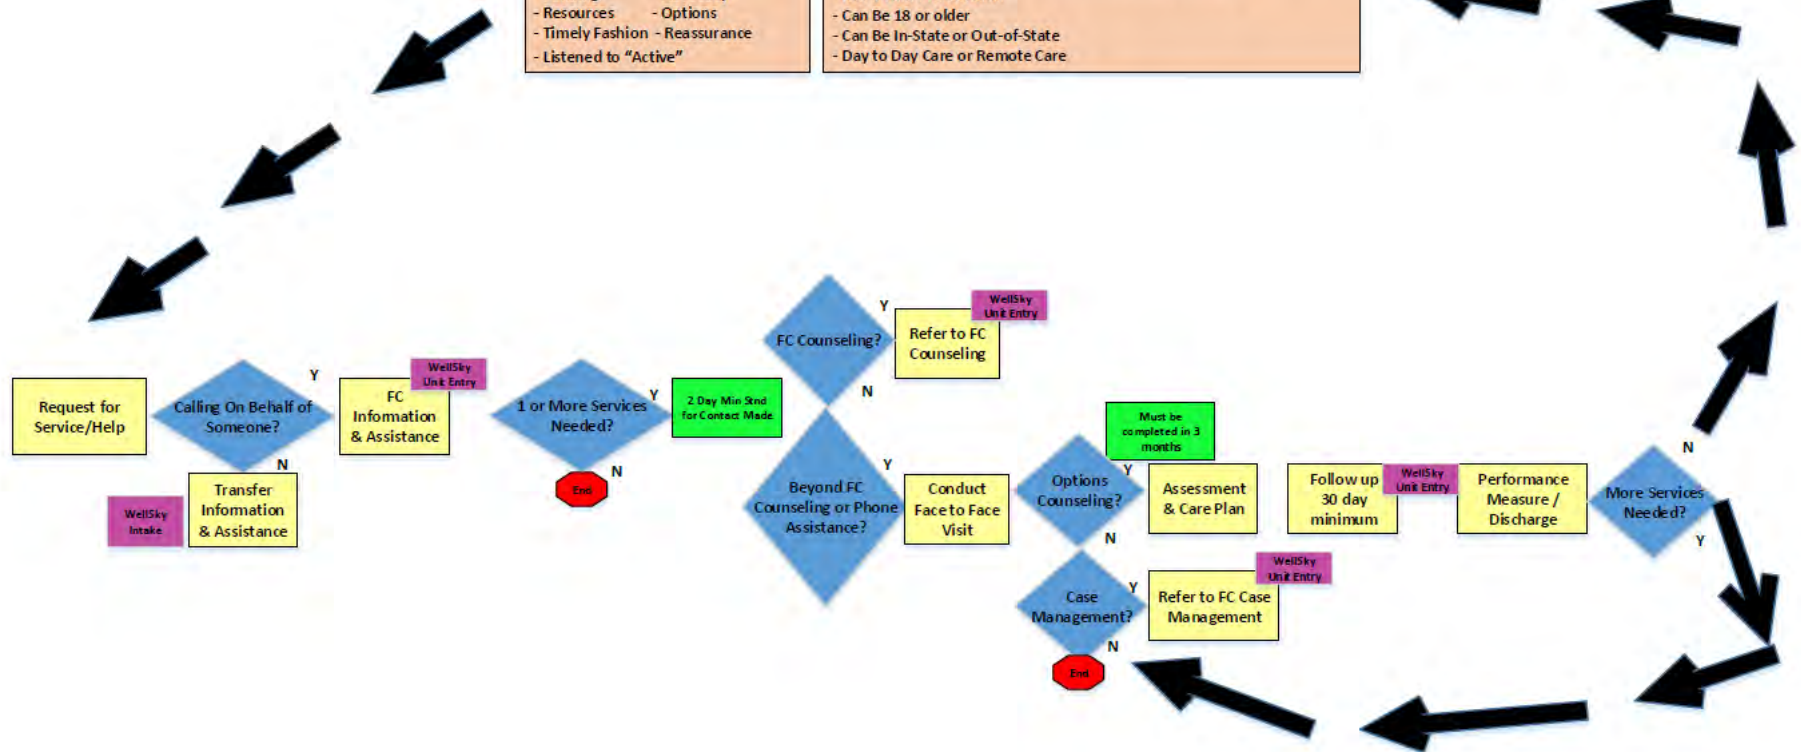 - Resources - Options
- Timely Fashion - Reassurance
- Listened to “Active”
- Can Be 18 or older
- Can Be In-State or Out-of-State
- Day to Day Care or Remote Care
Request for
Service/Help
Calling On Behalf of
Someone?
Y
N
Transfer
Information
& Assistance
WellSky
Intake
FC
Information
& Assistance
WellSky
Unit Entry
1 or More Services
Needed?
Y
N
End
2 Day Min Stnd
for Contact Made
FC Counseling?
Y
N
Refer to FC
Counseling
WellSky
Unit Entry
Beyond FC
Counseling or Phone
Assistance?
Y
Conduct
Face to Face
Visit
Options
Counseling?
Y
N
Must be
completed in 3
months
Assessment
& Care Plan
Case
Management?
Y
N
End
Refer to FC Case
Management
WellSky
Unit Entry
Follow up
30 day
minimum
WellSky
Unit Entry
Performance
Measure /
Discharge
More Services
Needed?
N
Y